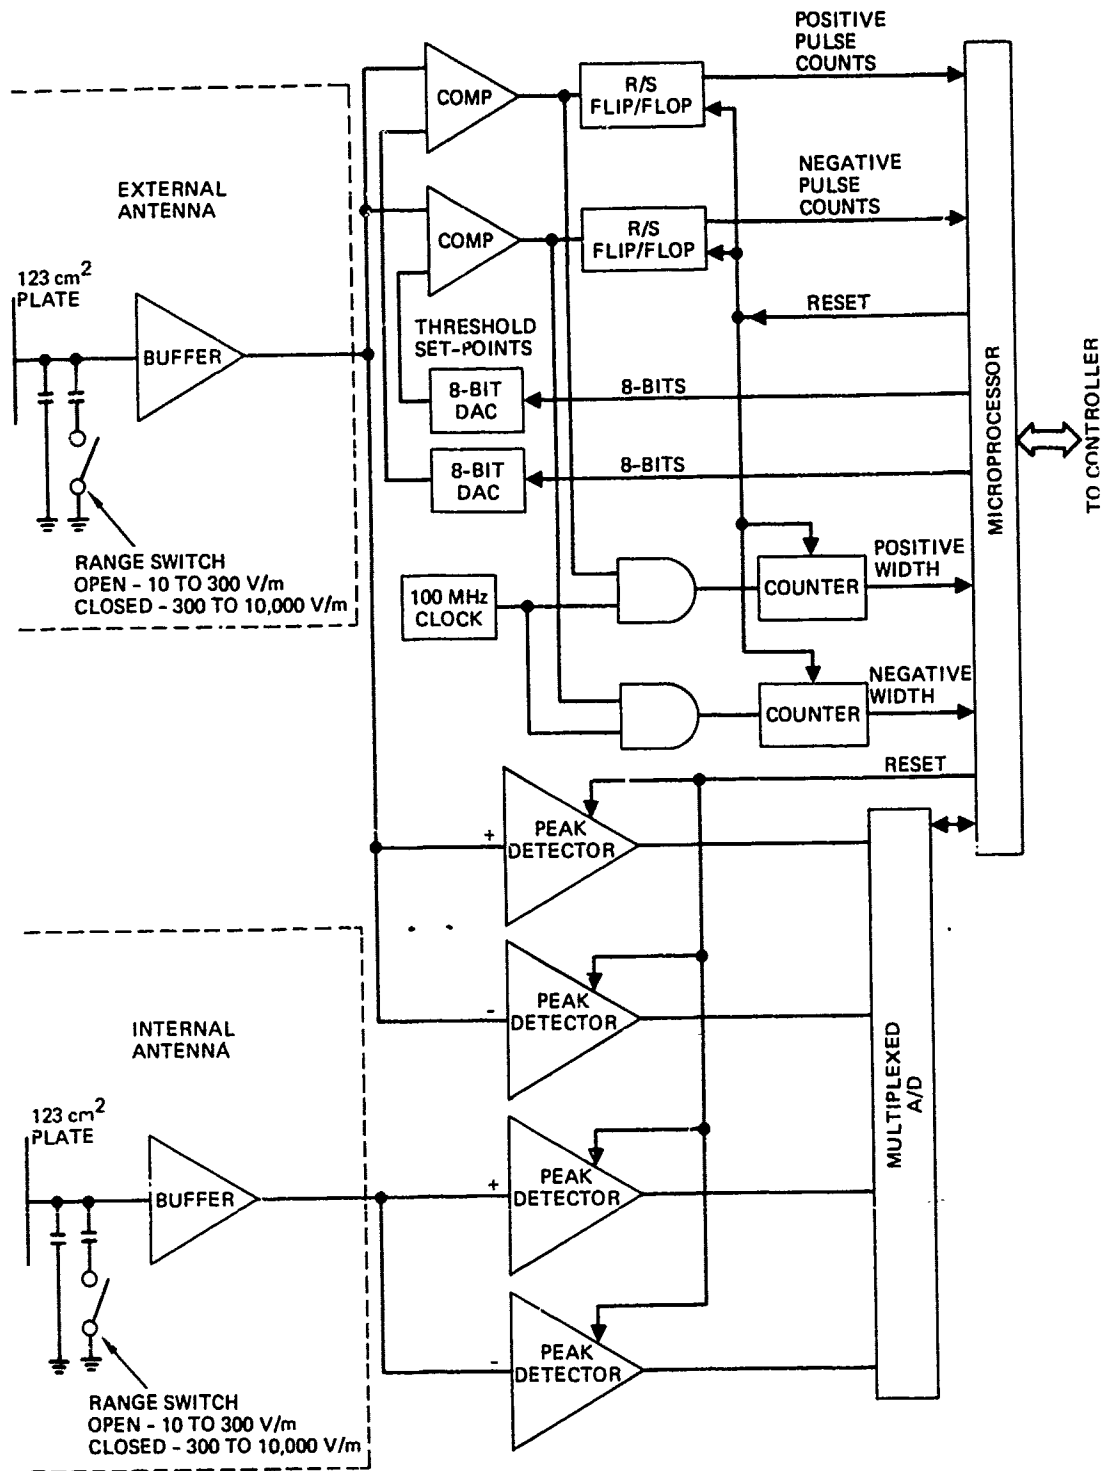 POSITIVE
PULSE
COUNTS
COMP
R/S
FLIP/FLOP
EXTERNAL
ANTENNA
NEGATIVE
PULSE
COUNTS
COMP
R/S
FLIP/FLOP
123 cm2
PLATE
BUFFER
RESET
THRESHOLD
SET-POINTS
8-BIT
DAC
8-BITS
8-BIT
DAC
8-BITS
MICROPROCESSOR
TO CONTROLLER
RANGE SWITCH
OPEN - 10 TO 300 V/m
CLOSED - 300 TO 10,000 V/m
100 MHz
CLOCK
COUNTER
POSITIVE
WIDTH
COUNTER
NEGATIVE
WIDTH
RESET
+
PEAK
DETECTOR
-
PEAK
DETECTOR
INTERNAL
ANTENNA
MULTIPLEXED
A/D
123 cm2
PLATE
BUFFER
+
PEAK
DETECTOR
-
PEAK
DETECTOR
RANGE SWITCH
OPEN - 10 TO 300 V/m
CLOSED - 300 TO 10,000 V/m